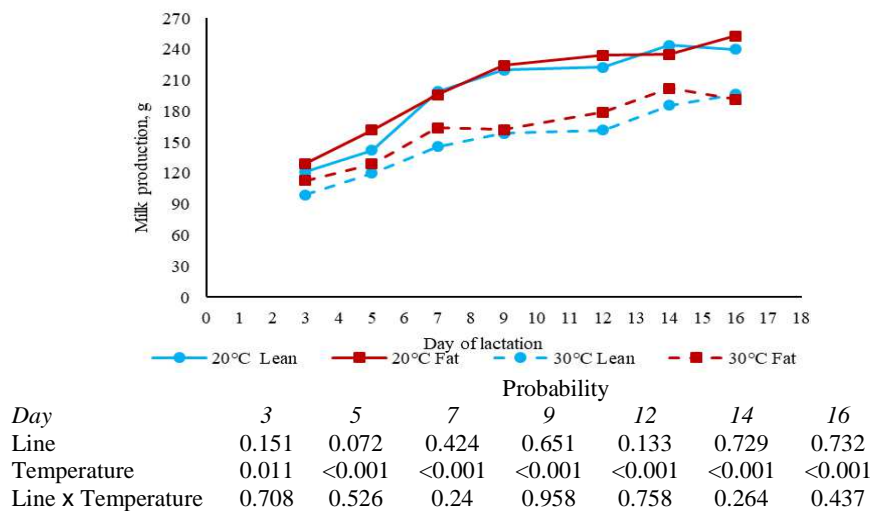 270
240
210
180
150
120
90
60
30
0
Milk production, g
0 1 2 3 4 5 6 7 8 9 10 11 12 13 14 15 16 17 18
Day of lactation
20°C Lean 20°C Fat 30°C Lean 30°C Fat
Probability
Day 3 5 7 9 12 14 16
Line 0.151 0.072 0.424 0.651 0.133 0.729 0.732
Temperature 0.011 <0.001 <0.001 <0.001 <0.001 <0.001 <0.001
Line x Temperature 0.708 0.526 0.24 0.958 0.758 0.264 0.437